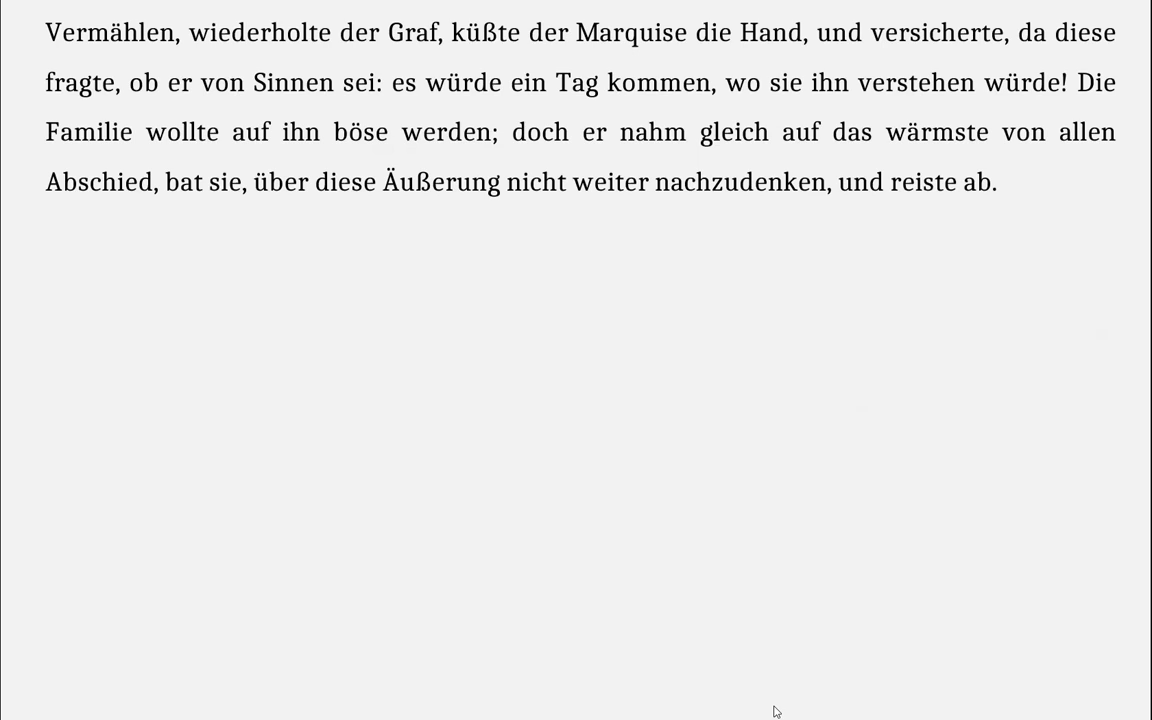 Vermählen, wiederholte der Graf, küßte der Marquise die Hand, und versicherte, da diese
fragte, ob er von Sinnen sei: es würde ein Tag kommen, wo sie ihn verstehen würde! Die
Familie wollte auf ihn böse werden; doch er nahm gleich auf das wärmste von allen
Abschied, bat sie, über diese Äußerung nicht weiter nachzudenken, und reiste ab.